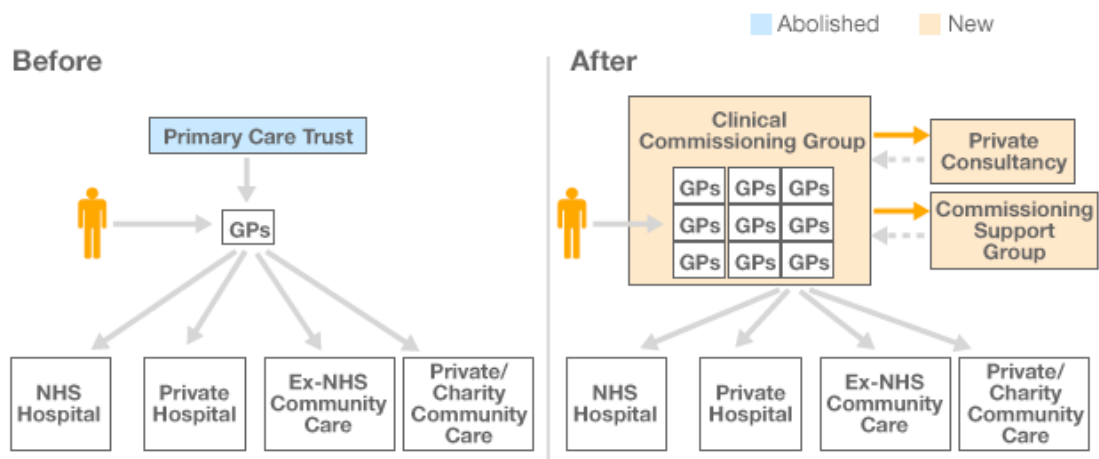 Abolished
New
Before
After
Primary Care Trust
GPs
NHS
Hospital
Private
Hospital
Ex-NHS
Community
Care
Private/
Charity
Community
Care
Clinical
Commissioning Group
GPs GPs GPs
GPs GPs GPs
GPs GPs GPs
Private
Consultancy
Commissioning
Support
Group
NHS
Hospital
Private
Hospital
Ex-NHS
Community
Care
Private/
Charity
Community
Care